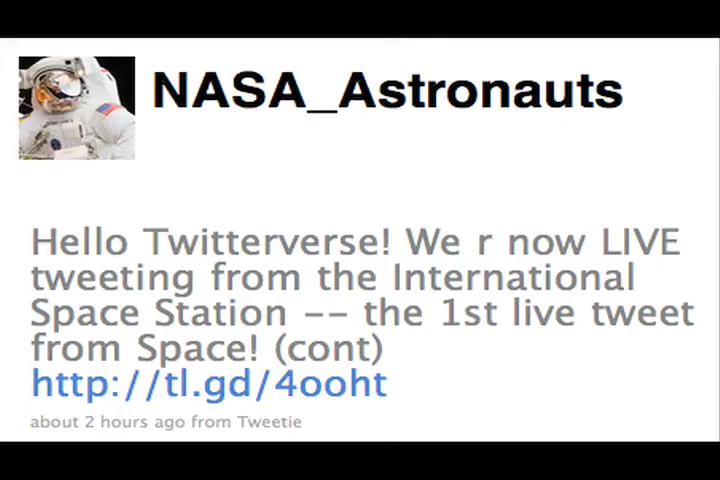 NASA_Astronauts
Hello Twitterverse! We r now LIVE
tweeting from the International
Space Station -- the 1st live tweet
from Space! (cont)
http://tl.gd/4ooht
about 2 hours ago from Tweetie